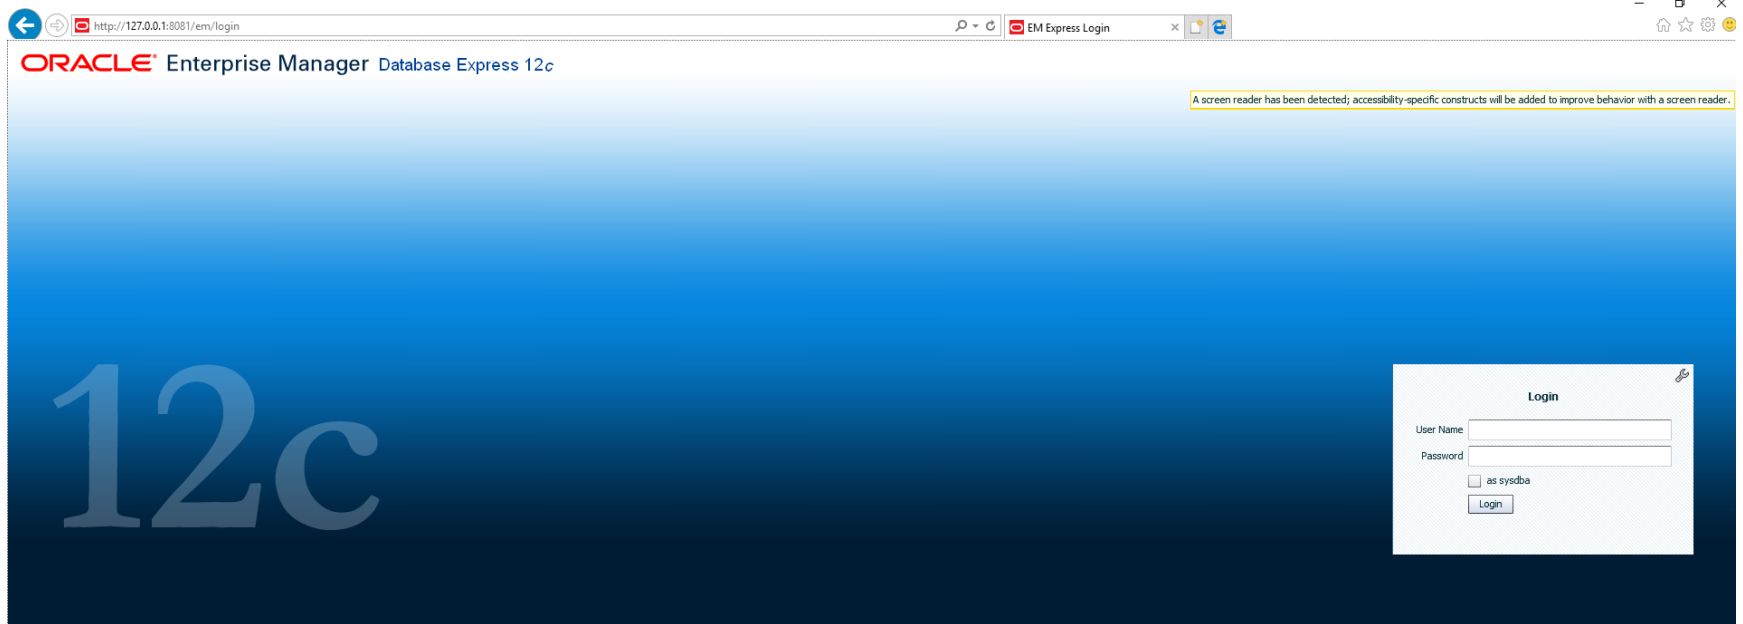 http://127.0.0.1:8081/em/login
EM Express Login
ORACLE Enterprise Manager Database Express 12c
A screen reader has been detected; accessibility-specific constructs will be added to improve behavior with a screen reader.
12c
Login
User Name
Password
as sysdba
Login